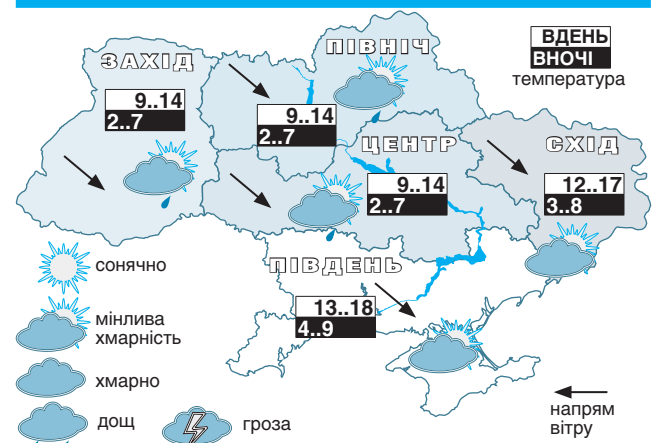 ПІВНІЧ
ВДЕНЬ
ВНОЧІ
температура
ЗАХІД
9..14
2..7
9..14
2..7
ЦЕНТР
СХІД
9..14
2..7
12..17
3..8
ПІВДЕНЬ
13..18
4..9
сонячно
мінлива
хмарність
хмарно
дощ
гроза
напрям
вітру